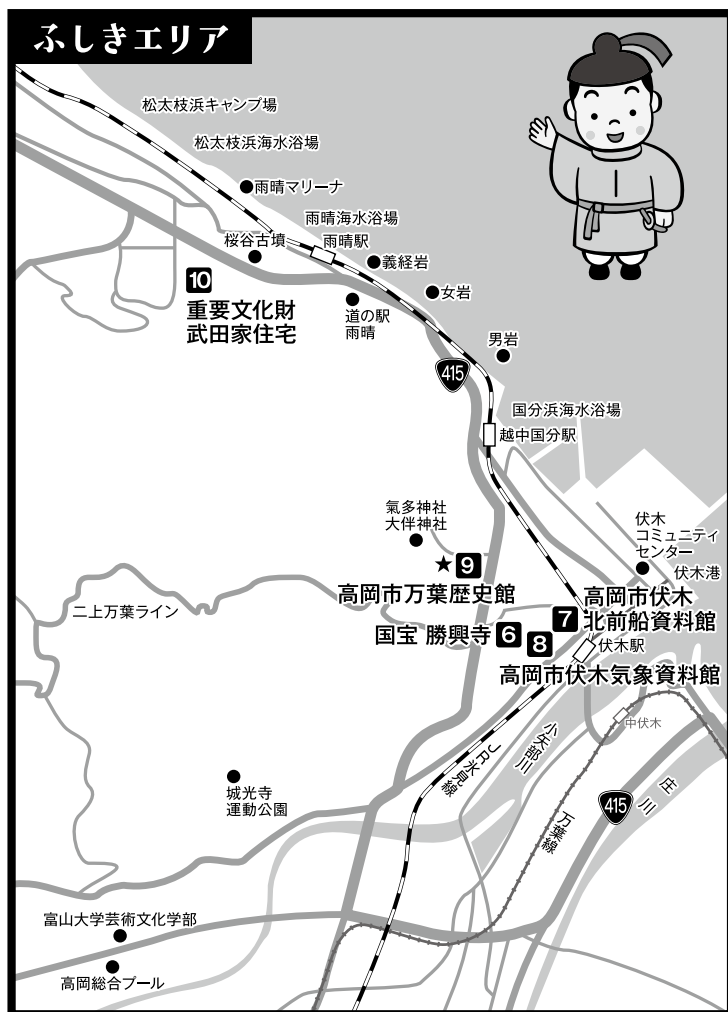 ふしきエリア
松太枝浜キャンプ場
松太枝浜海水浴場
雨晴マリーナ
雨晴海水浴場
桜谷古墳
雨晴駅
義経岩
10
重要文化財
武田家住宅
女岩
道の駅
雨晴
男岩
415
国分浜海水浴場
越中国分駅
氣多神社
大伴神社
伏木
コミュニティ
センター
★9
高岡市万葉歴史館
伏木港
二上万葉ライン
7
高岡市伏木
北前船資料館
国宝 勝興寺 6
8
伏木駅
高岡市伏木気象資料館
中伏木
小矢部川
JR氷見線
庄川
415
万葉線
城光寺
運動公園
富山大学芸術文化学部
高岡総合プール